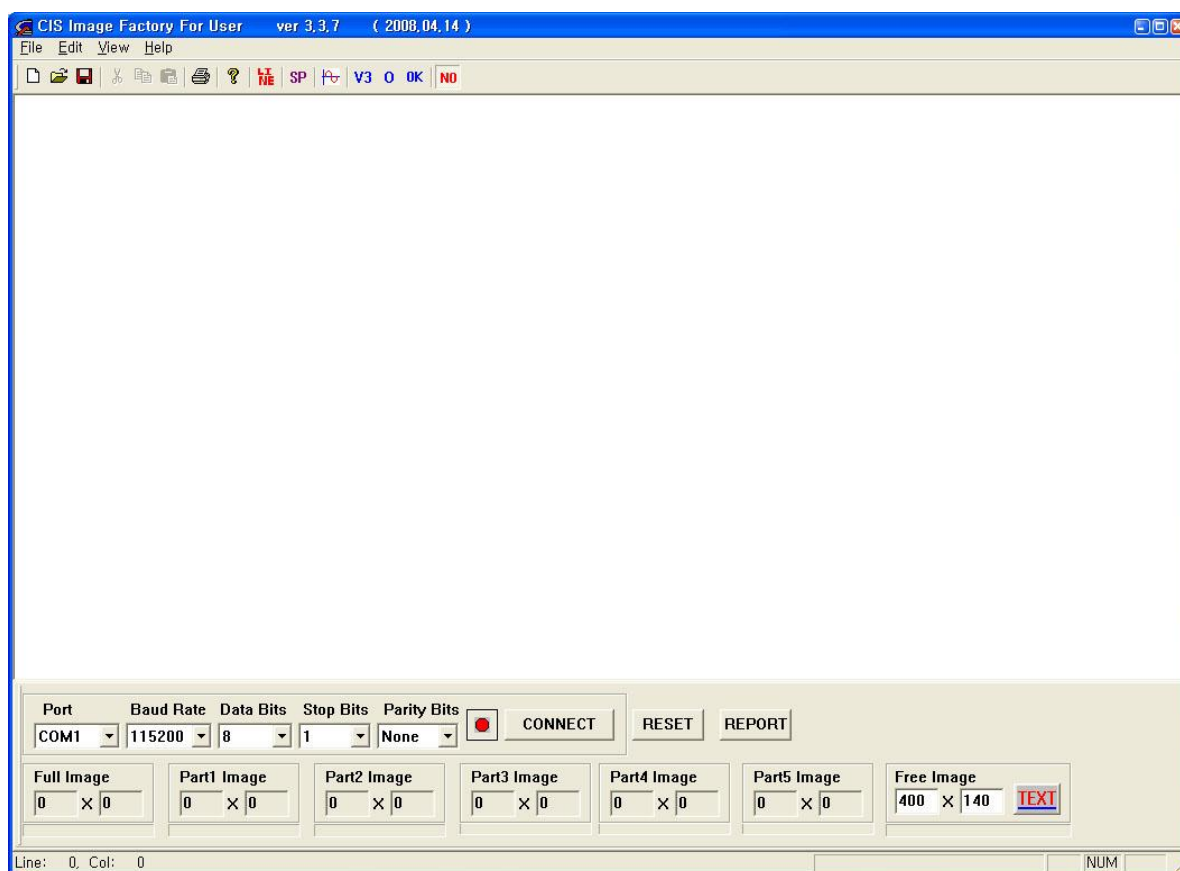 CIS Image Factory For User ver 3,3,7 ( 2008,04,14 )
File Edit View Help
LINE SP V3 O OK NO
Port Baud Rate Data Bits Stop Bits Parity Bits
COM1 115200 8 1 None CONNECT RESET REPORT
Full Image Part1 Image Part2 Image Part3 Image Part4 Image Part5 Image Free Image
0 X 0 0 X 0 0 X 0 0 X 0 0 X 0 0 X 0 400 X 140 TEXT
Line: 0, Col: 0 NUM